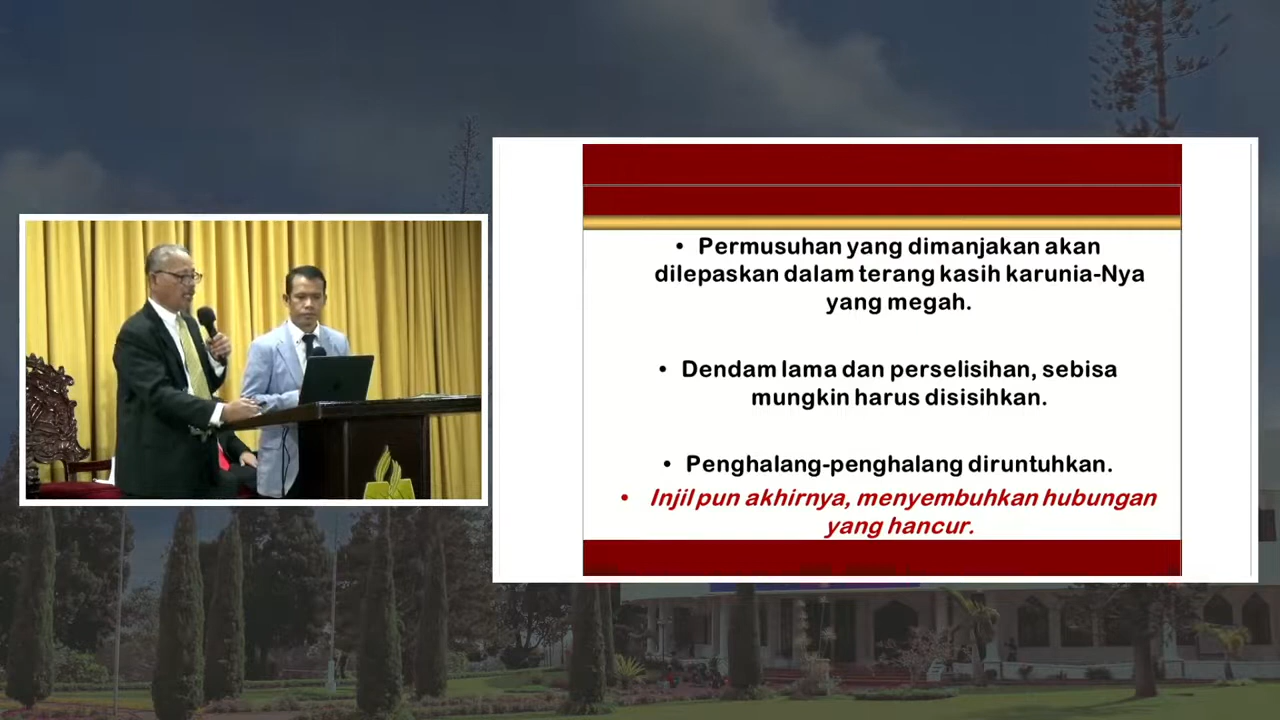 • Permusuhan yang dimanjakan akan
dilepaskan dalam terang kasih karunia-Nya
yang megah.
• Dendam lama dan perselisihan, sebisa
mungkin harus disisihkan.
• Penghalang-penghalang diruntuhkan.
• Injil pun akhirnya, menyembuhkan hubungan
yang hancur.